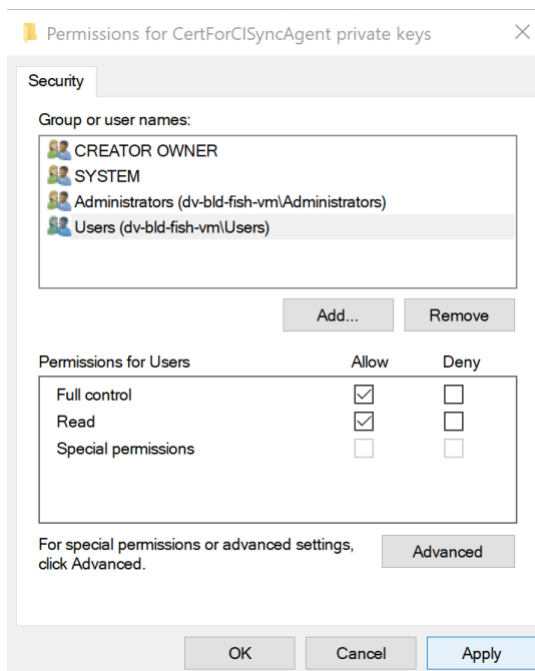 Permissions for CertForCISyncAgent private keys
Security
Group or user names:
CREATOR OWNER
SYSTEM
Administrators (dv-bld-fish-vm\Administrators)
Users (dv-bld-fish-vm\Users)
Add... Remove
Permissions for Users Allow Deny
Full control
Read
Special permissions
For special permissions or advanced settings,
click Advanced.
Advanced
OK Cancel Apply